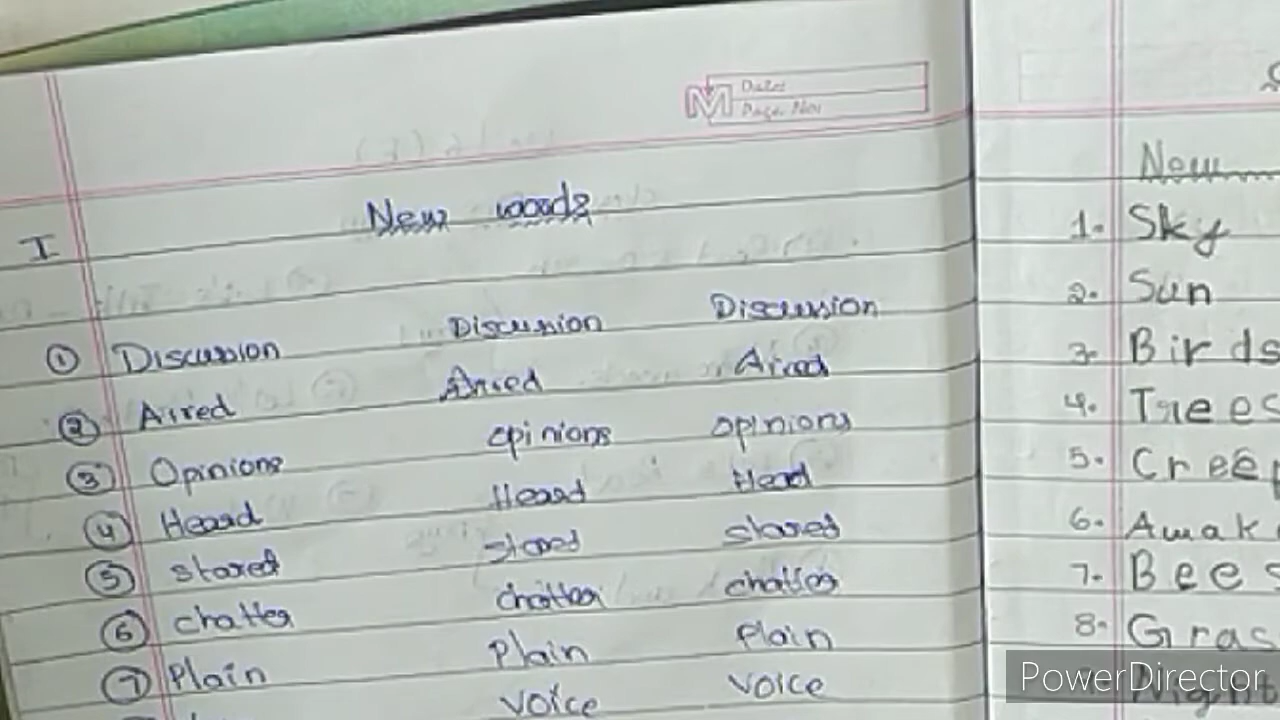 Date:
Page No:
New words
I
① Discussion Discussion Discussion
② Aired Aired Aired
③ Opinions opinions opinions
④ Heard Heard Heard
⑤ stared stared stared
⑥ chatter chatter chatter
⑦ Plain Plain Plain
voice voice
New
1. Sky
2. Sun
3. Birds
4. Trees
5. Creep
6. Awak
7. Bees
8. Gras
Night
PowerDirector